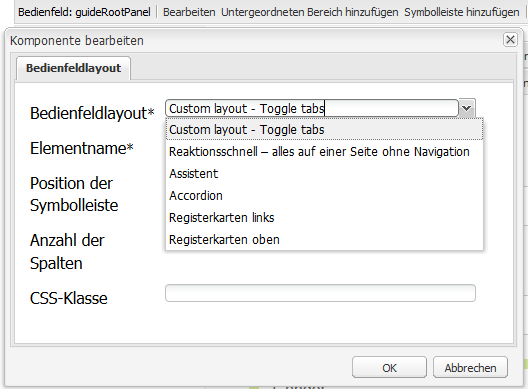 Bedienfeld: guideRootPanel Bearbeiten Untergeordneten Bereich hinzufügen Symbolleiste hinzufügen
Komponente bearbeiten
Bedienfeldlayout
Bedienfeldlayout* Custom layout - Toggle tabs
Custom layout - Toggle tabs
Elementname* Reaktionsschnell – alles auf einer Seite ohne Navigation
Assistent
Position der
Symbolleiste
Accordion
Registerkarten links
Anzahl der
Spalten
Registerkarten oben
CSS-Klasse
OK Abbrechen